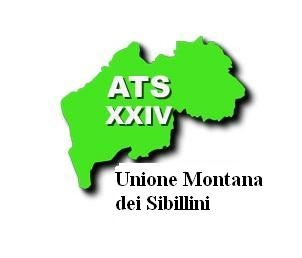 ATS
XXIV
Unione Montana
dei Sibillini